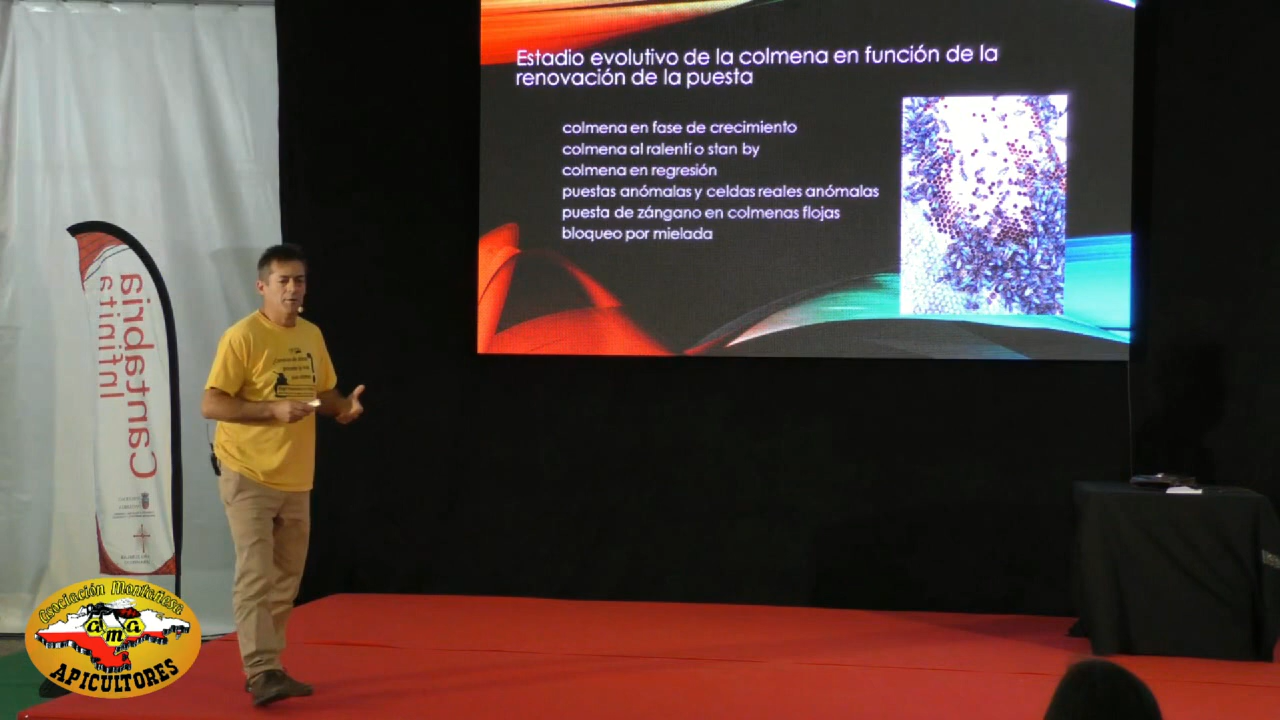 Estadio evolutivo de la colmena en función de la
renovación de la puesta
colmena en fase de crecimiento
colmena al ralentí o stan by
colmena en regresión
puestas anómalas y celdas reales anómalas
puesta de zángano en colmenas flojas
bloqueo por mielada
Cantabria
Infinita
Asociación Montañesa
ama
APICULTORES